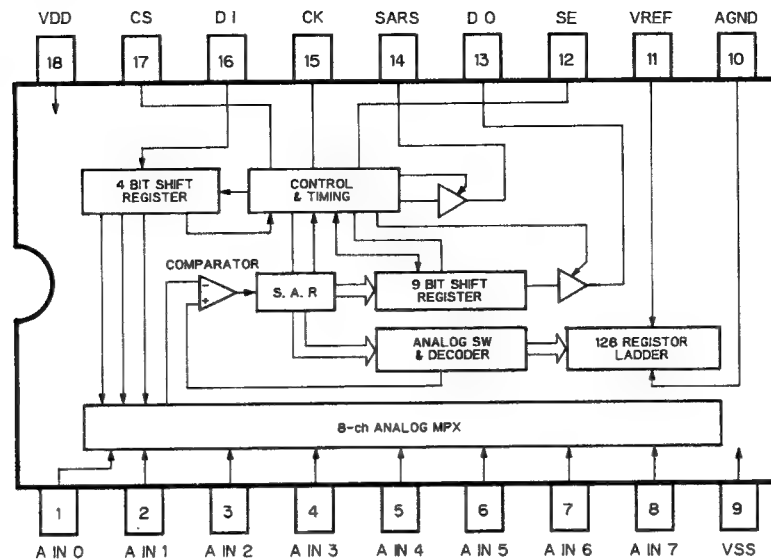 VDD CS D I CK SARS D O SE VREF AGND
18 17 16 15 14 13 12 11 10
4 BIT SHIFT
REGISTER
CONTROL
& TIMING
COMPARATOR
−
+
S. A. R
9 BIT SHIFT
REGISTER
ANALOG SW
& DECODER
128 REGISTOR
LADDER
8-ch ANALOG MPX
1 2 3 4 5 6 7 8 9
A IN 0 A IN 1 A IN 2 A IN 3 A IN 4 A IN 5 A IN 6 A IN 7 VSS